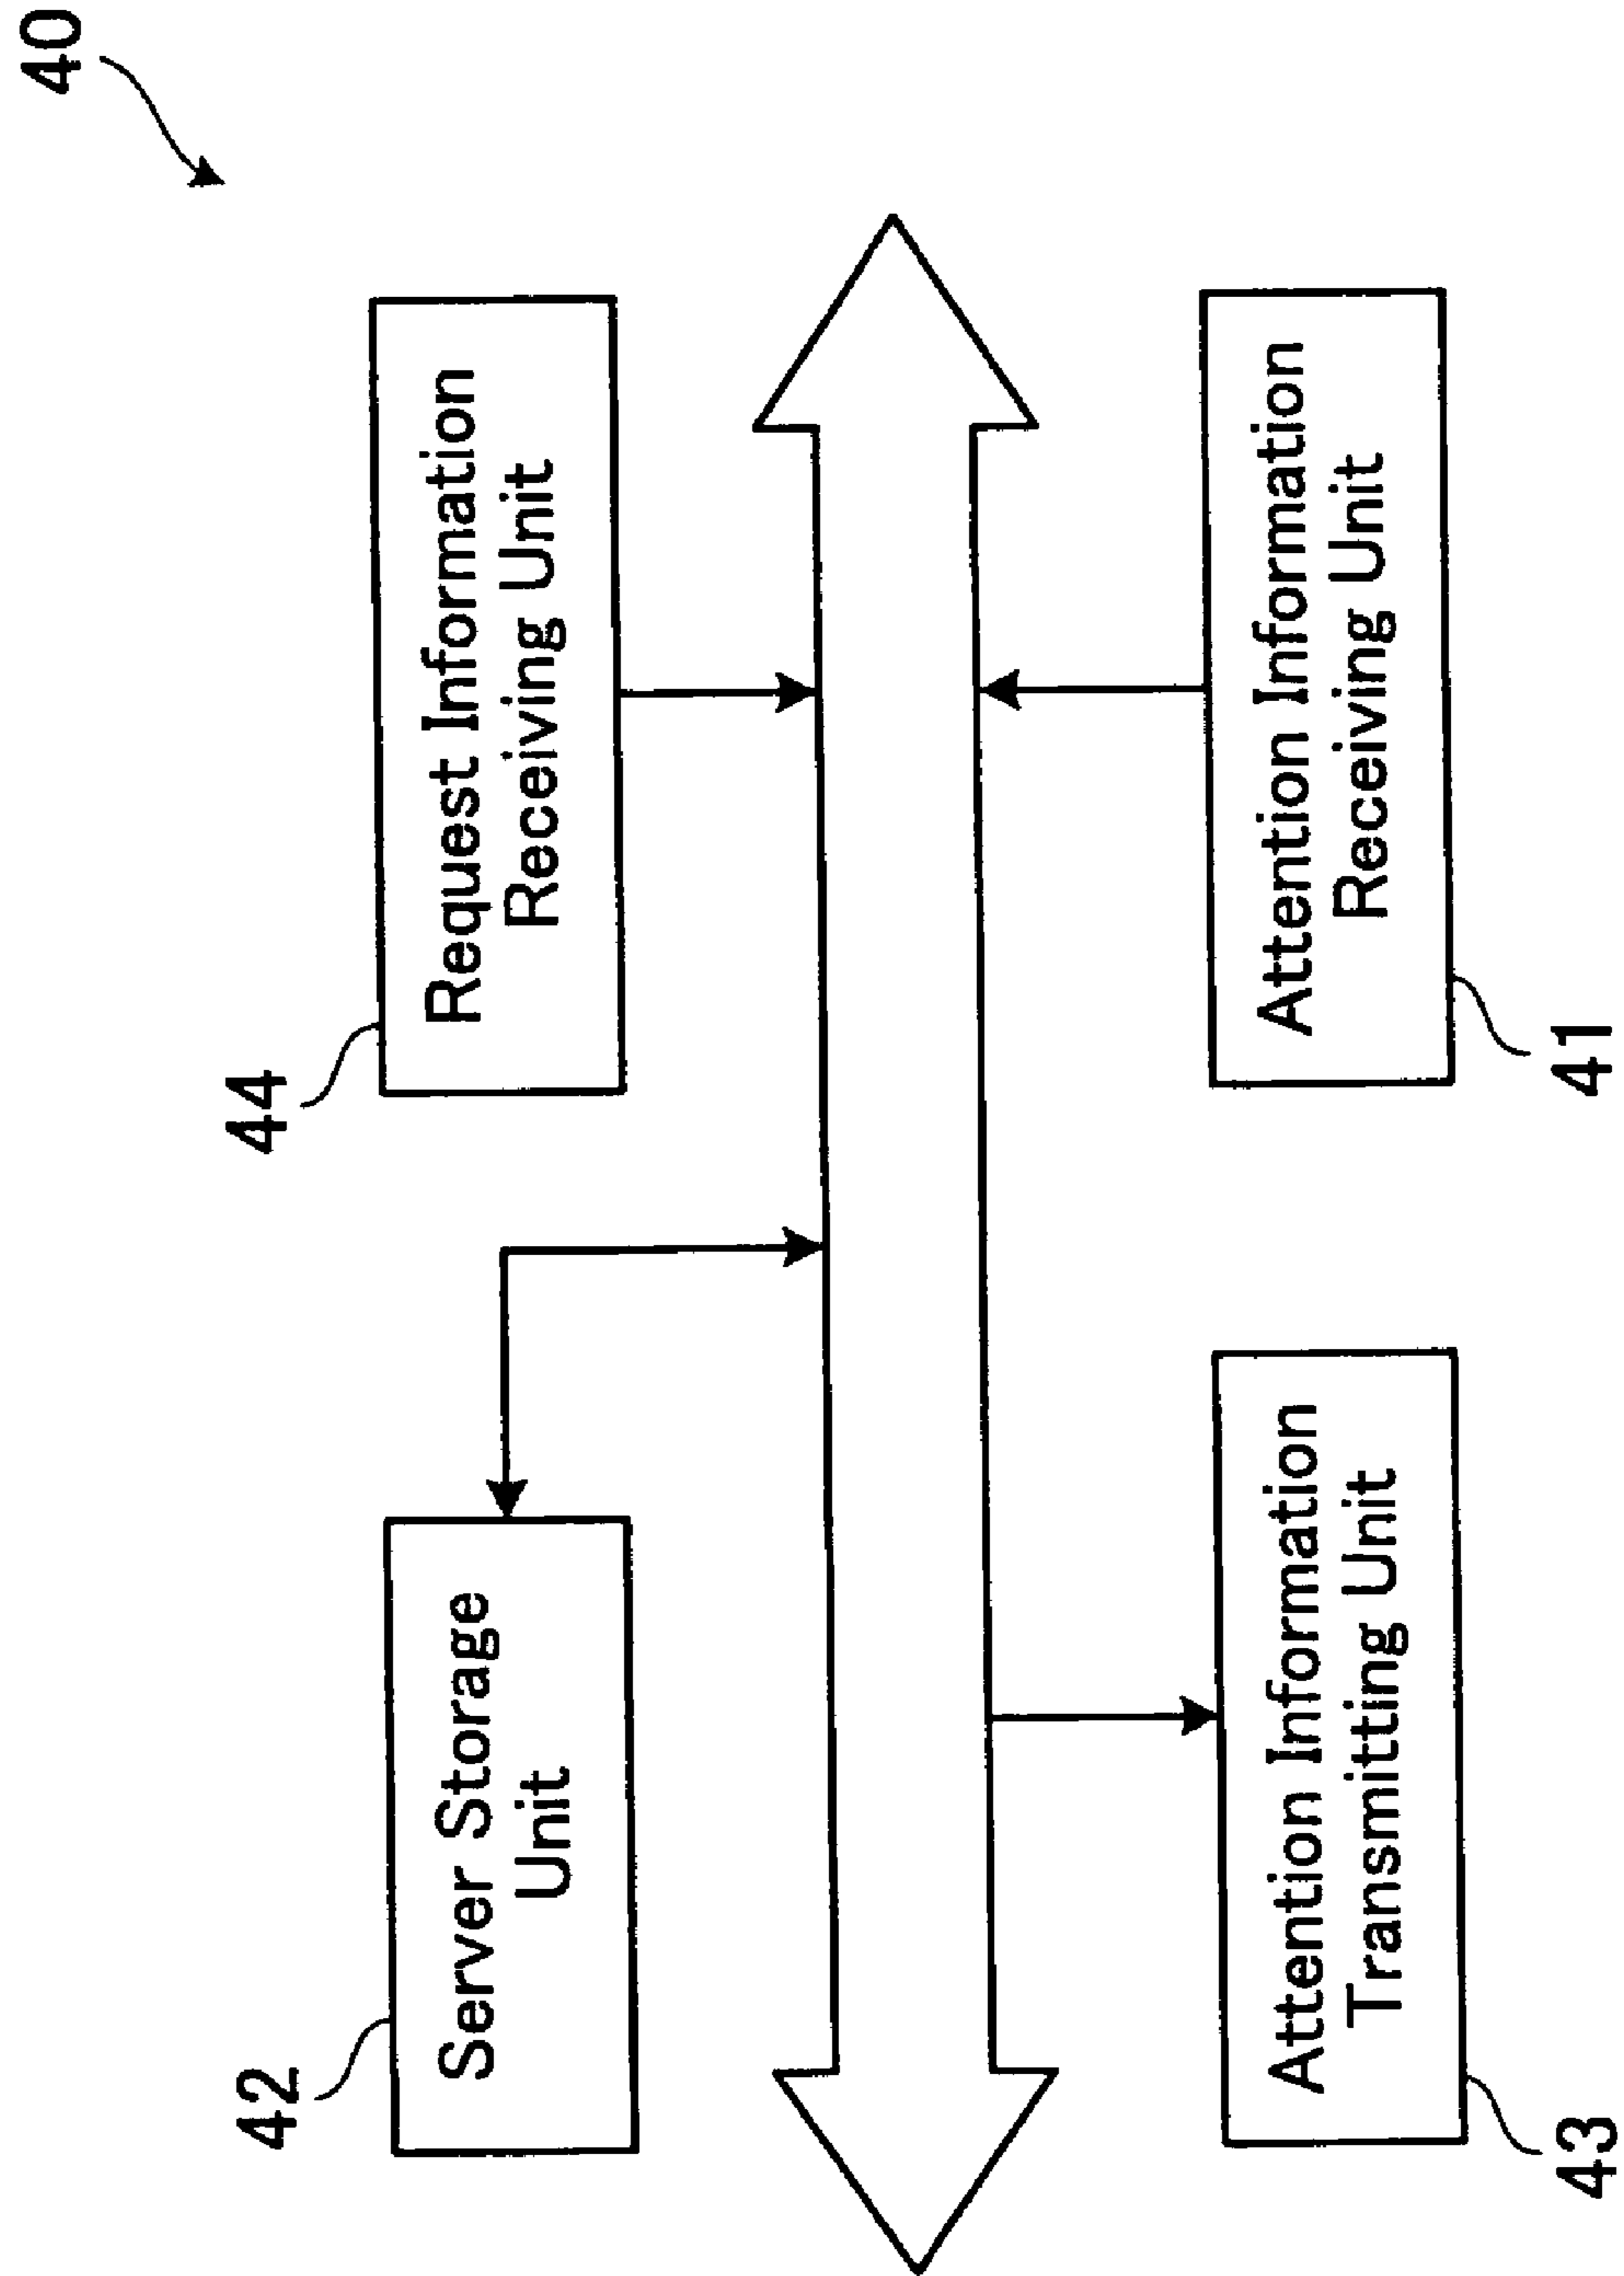 40
44
Request Information
Receiving Unit
42
Server Storage
Unit
Attention Information
Receiving Unit
41
Attention Information
Transmitting Unit
43